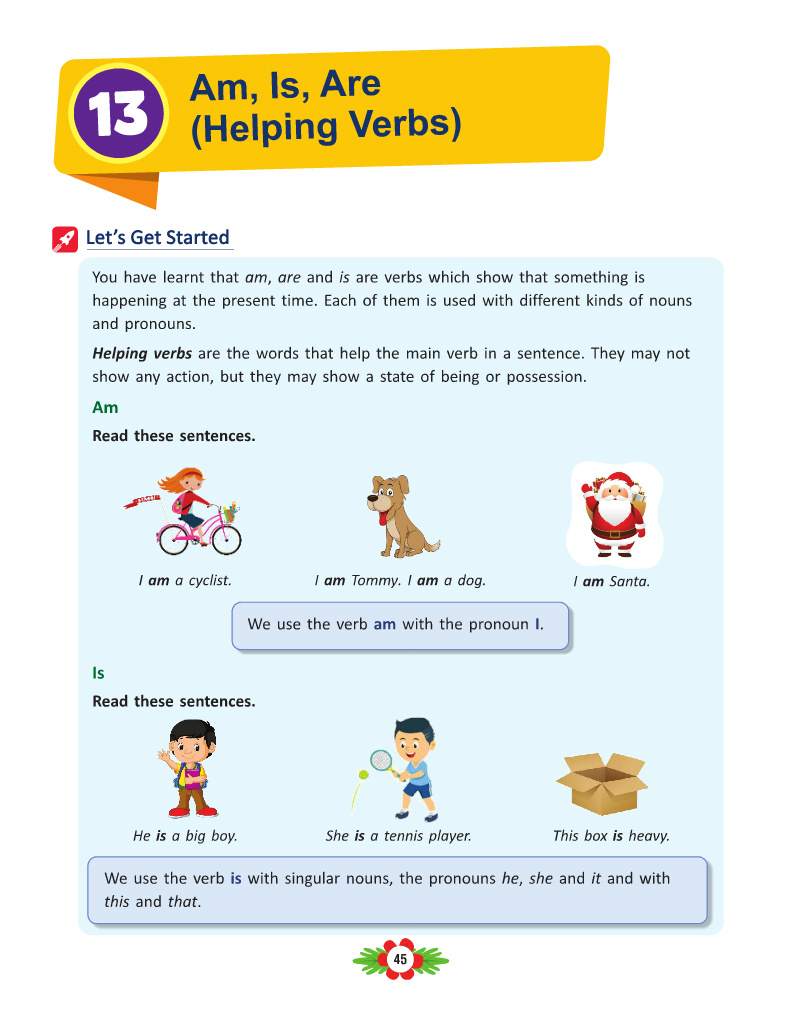 13
Am, Is, Are
(Helping Verbs)
Let's Get Started
You have learnt that am, are and is are verbs which show that something is
happening at the present time. Each of them is used with different kinds of nouns
and pronouns.
Helping verbs are the words that help the main verb in a sentence. They may not
show any action, but they may show a state of being or possession.
Am
Read these sentences.
I am a cyclist.
I am Tommy. I am a dog.
I am Santa.
We use the verb am with the pronoun I.
Is
Read these sentences.
He is a big boy.
She is a tennis player.
This box is heavy.
We use the verb is with singular nouns, the pronouns he, she and it and with
this and that.
45